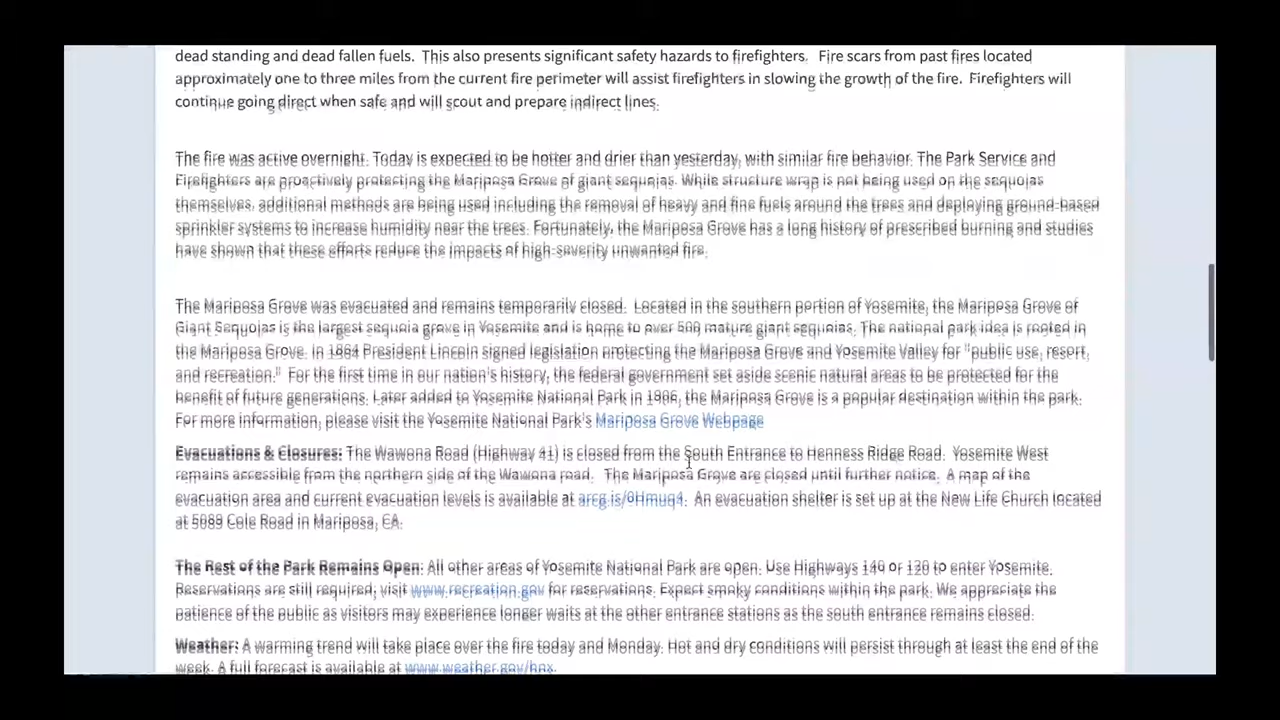 dead standing and dead fallen fuels. This also presents significant safety hazards to firefighters. Fire scars from past fires located
approximately one to three miles from the current fire perimeter will assist firefighters in slowing the growth of the fire. Firefighters will
continue going direct when safe and will scout and prepare indirect lines.
The fire was active overnight. Today is expected to be hotter and drier than yesterday, with similar fire behavior. The Park Service and
Firefighters are proactively protecting the Mariposa Grove of giant sequoias. While structure wrap is not being used on the sequoias
themselves, additional methods are being used including the removal of heavy and fine fuels around the trees and deploying ground-based
sprinkler systems to increase humidity near the trees. Fortunately, the Mariposa Grove has a long history of prescribed burning and studies
have shown that these efforts reduce the impacts of high-severity unwanted fire.
The Mariposa Grove was evacuated and remains temporarily closed. Located in the southern portion of Yosemite, the Mariposa Grove of
Giant Sequoias is the largest sequoia grove in Yosemite and is home to over 500 mature giant sequoias. The national park idea is rooted in
the Mariposa Grove. In 1864 President Lincoln signed legislation protecting the Mariposa Grove and Yosemite Valley for "public use, resort,
and recreation." For the first time in our nation's history, the federal government set aside scenic natural areas to be protected for the
benefit of future generations. Later added to Yosemite National Park in 1906, the Mariposa Grove is a popular destination within the park.
For more information, please visit the Yosemite National Park's Mariposa Grove Webpage
Evacuations & Closures: The Wawona Road (Highway 41) is closed from the South Entrance to Henness Ridge Road. Yosemite West
remains accessible from the northern side of the Wawona road. The Mariposa Grove are closed until further notice. A map of the
evacuation area and current evacuation levels is available at arcg.is/0Hmuq4. An evacuation shelter is set up at the New Life Church located
at 5089 Cole Road in Mariposa, CA.
The Rest of the Park Remains Open: All other areas of Yosemite National Park are open. Use Highways 140 or 120 to enter Yosemite.
Reservations are still required; visit www.recreation.gov for reservations. Expect smoky conditions within the park. We appreciate the
patience of the public as visitors may experience longer waits at the other entrance stations as the south entrance remains closed.
Weather: A warming trend will take place over the fire today and Monday. Hot and dry conditions will persist through at least the end of the
week. A full forecast is available at www.weather.gov/hnx.